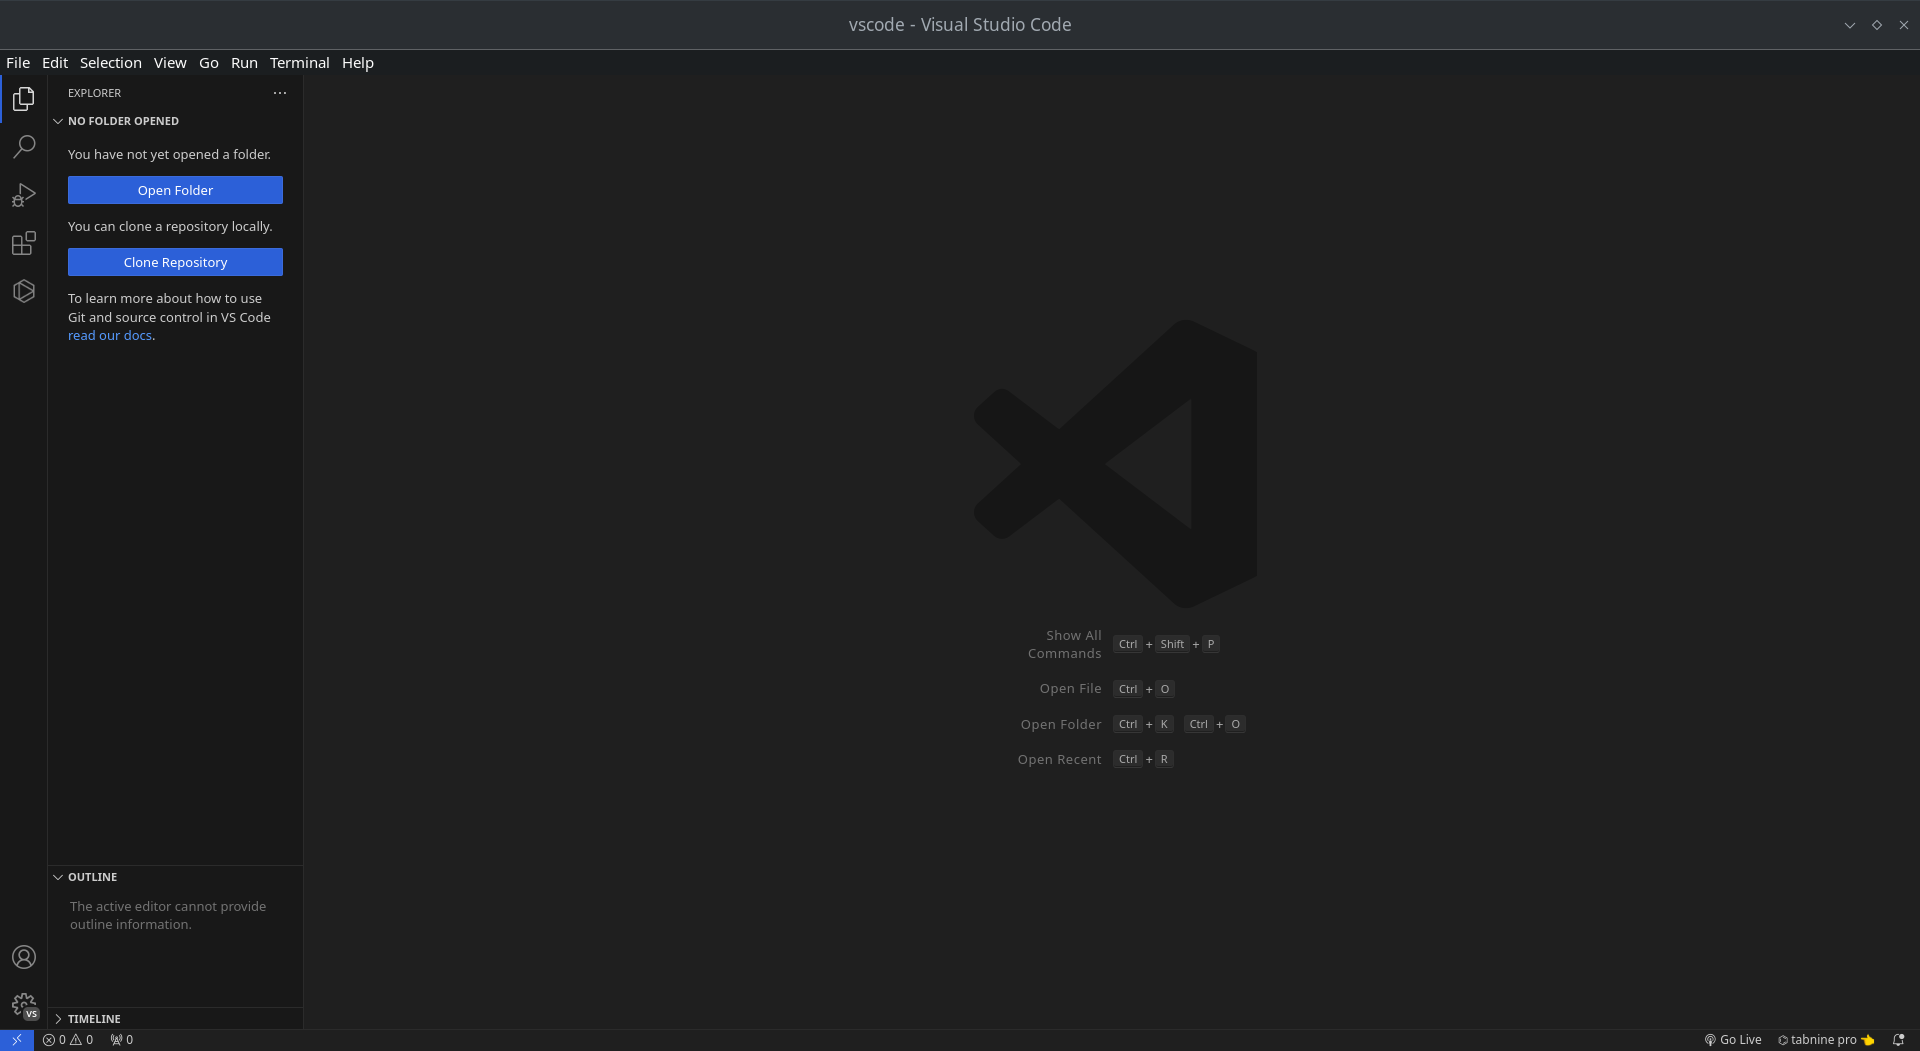 vscode - Visual Studio Code
File Edit Selection View Go Run Terminal Help
EXPLORER
NO FOLDER OPENED
You have not yet opened a folder.
Open Folder
You can clone a repository locally.
Clone Repository
To learn more about how to use
Git and source control in VS Code
read our docs.
Show All
Commands Ctrl + Shift + P
Open File Ctrl + O
Open Folder Ctrl + K Ctrl + O
Open Recent Ctrl + R
OUTLINE
The active editor cannot provide
outline information.
VS
TIMELINE
0 0 0 Go Live tabnine pro 👈